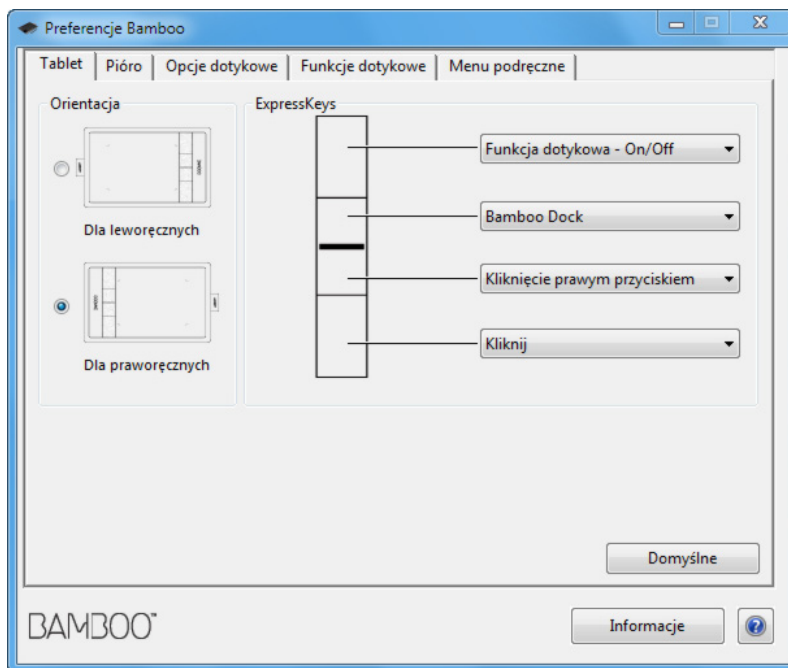 Preferencje Bamboo
Tablet
Pióro
Opcje dotykowe
Funkcje dotykowe
Menu podręczne
Orientacja
Dla leworęcznych
Dla praworęcznych
ExpressKeys
Funkcja dotykowa - On/Off
Bamboo Dock
Kliknięcie prawym przyciskiem
Kliknij
Domyślne
BAMBOO™
Informacje
?